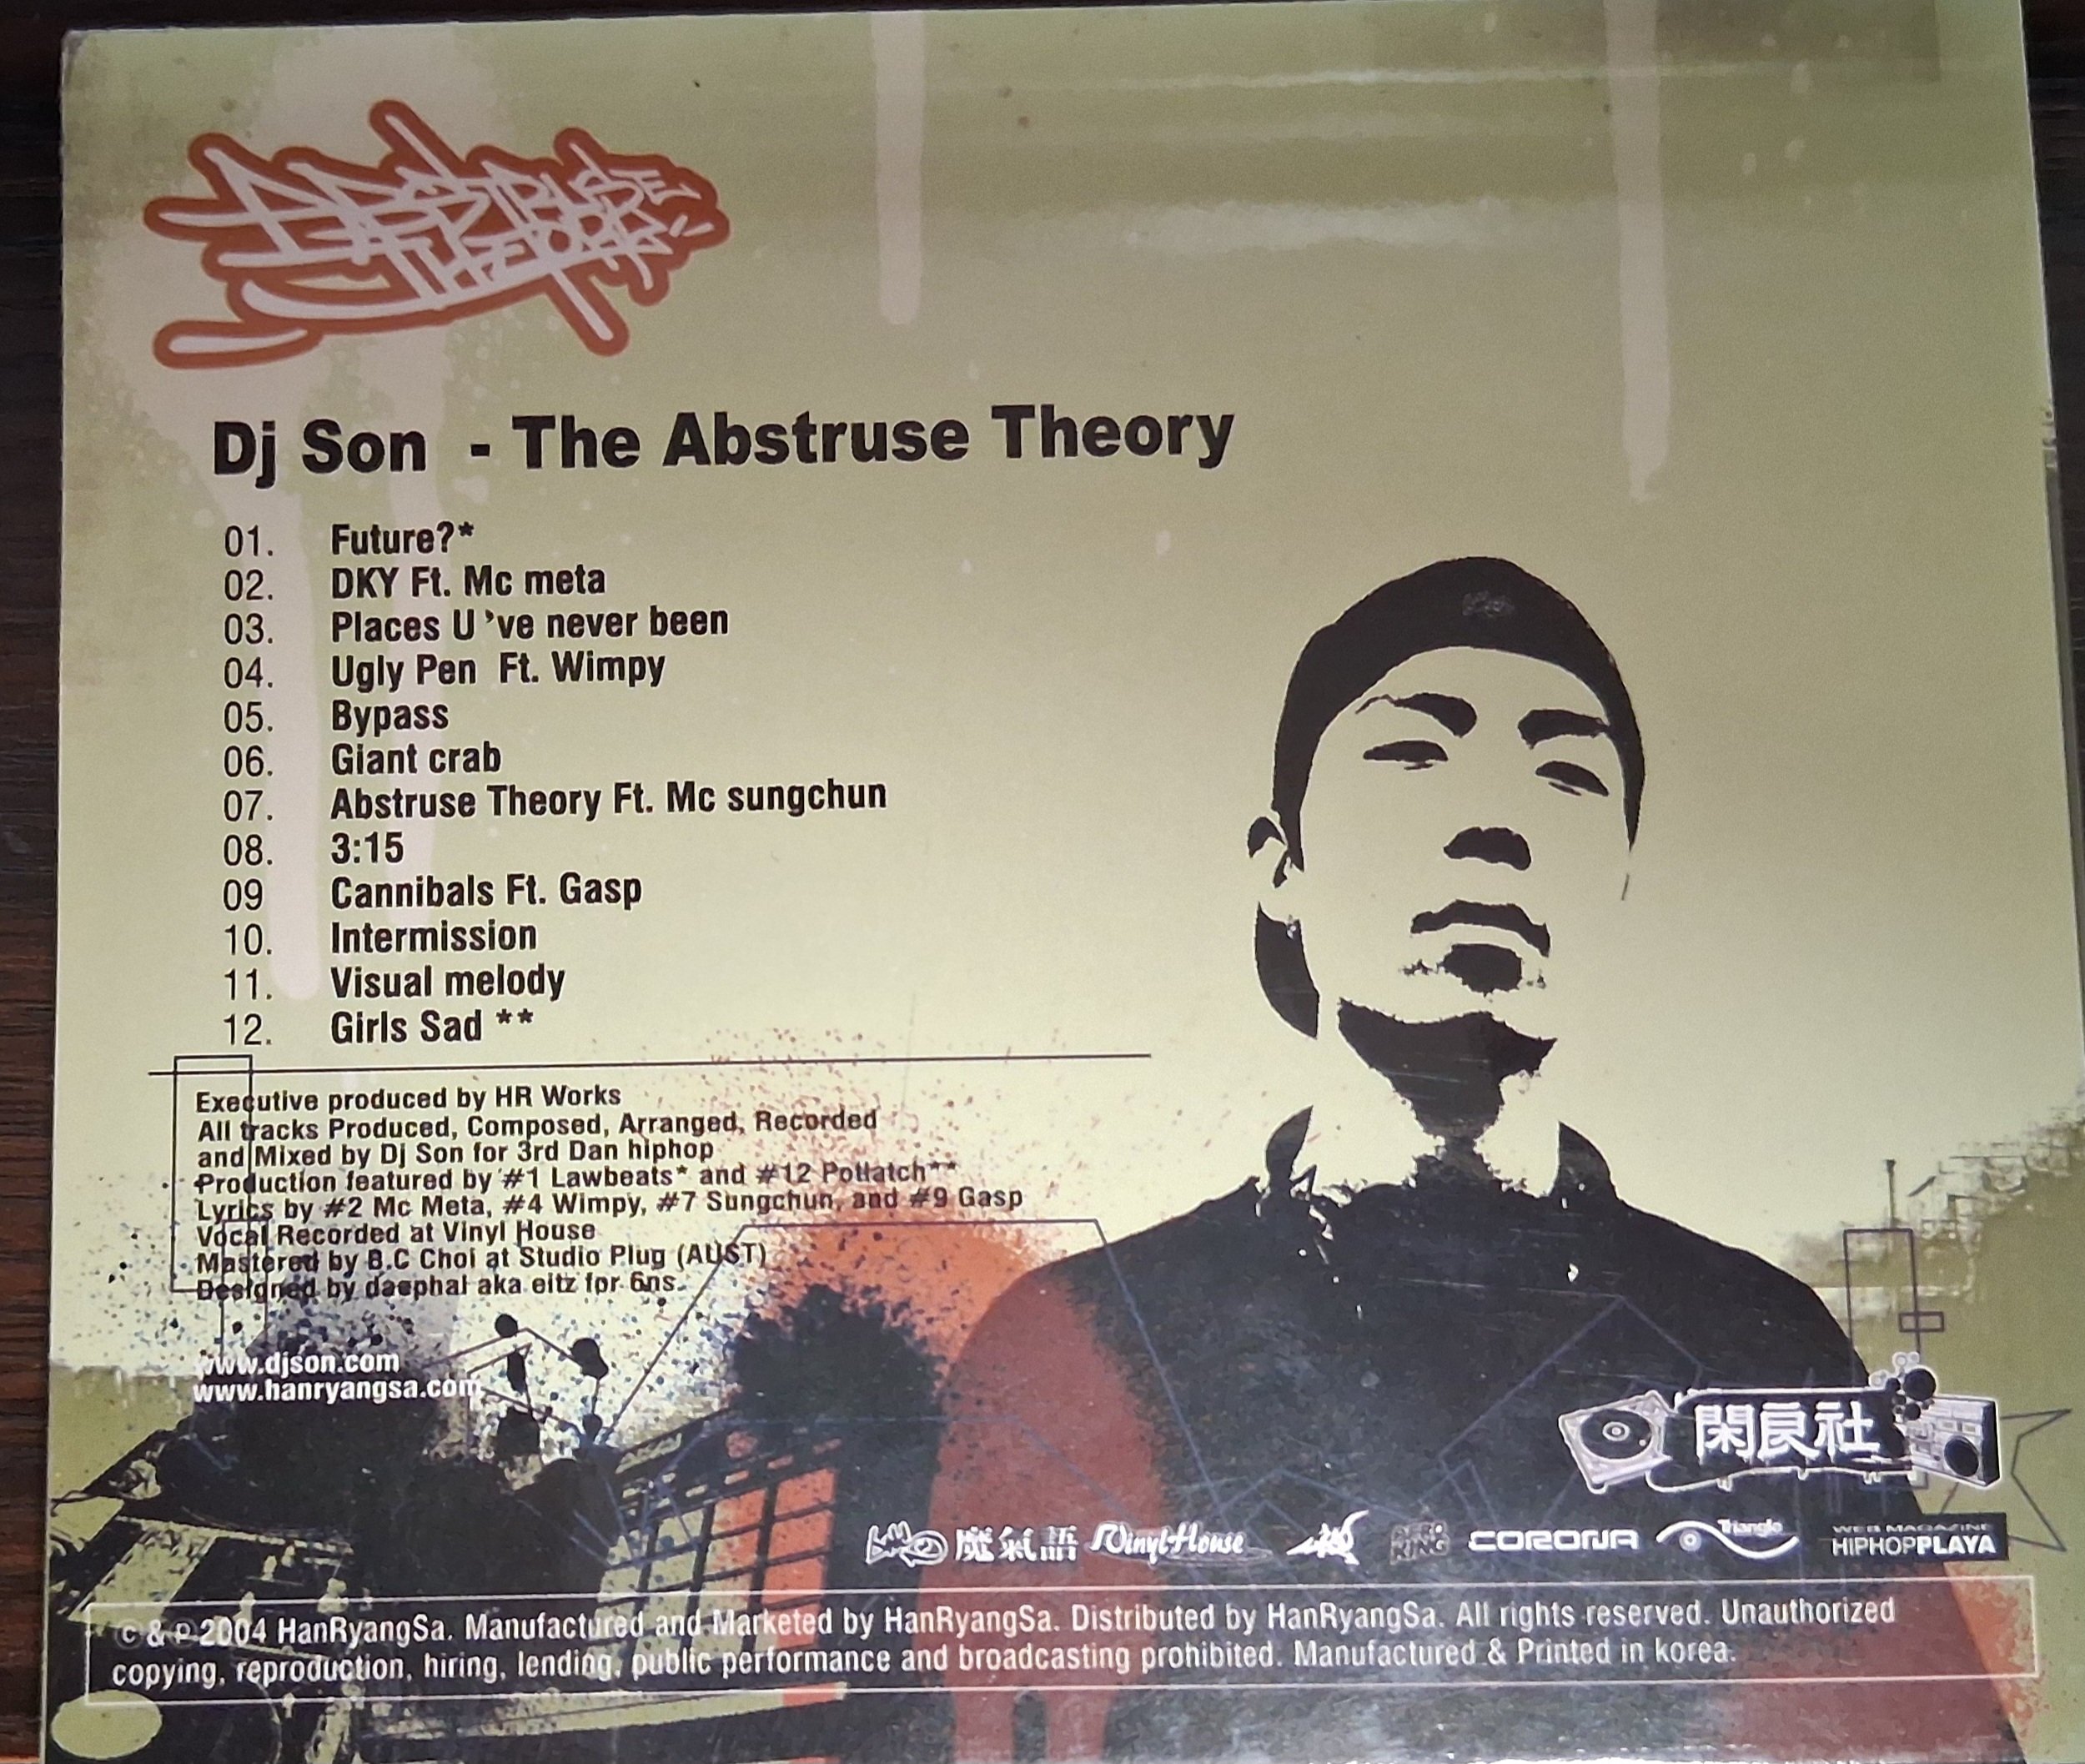 ABSTRUSE
THEORY
Dj Son - The Abstruse Theory
01. Future?*
02. DKY Ft. Mc meta
03. Places U 've never been
04. Ugly Pen Ft. Wimpy
05. Bypass
06. Giant crab
07. Abstruse Theory Ft. Mc sungchun
08. 3:15
09 Cannibals Ft. Gasp
10. Intermission
11. Visual melody
12. Girls Sad **
Executive produced by HR Works
All tracks Produced, Composed, Arranged, Recorded
and Mixed by Dj Son for 3rd Dan hiphop
Production featured by #1 Lawbeats* and #12 Potlatch**
Lyrics by #2 Mc Meta, #4 Wimpy, #7 Sungchun, and #9 Gasp
Vocal Recorded at Vinyl House
Mastered by B.C Choi at Studio Plug (AUST)
Designed by daephal aka eitz for 6ns.
www.djson.com
www.hanryangsa.com
閑良社
Vinyl House CORONA Triangle WEB MAGAZINE
HIPHOPPLAYA
© & ℗ 2004 HanRyangSa. Manufactured and Marketed by HanRyangSa. Distributed by HanRyangSa. All rights reserved. Unauthorized
copying, reproduction, hiring, lending, public performance and broadcasting prohibited. Manufactured & Printed in korea.